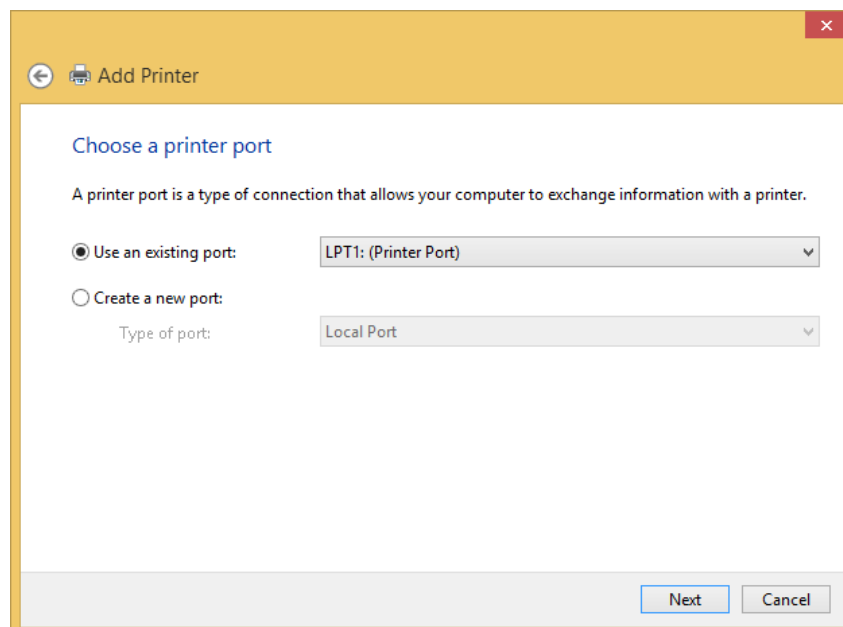 Add Printer
Choose a printer port
A printer port is a type of connection that allows your computer to exchange information with a printer.
Use an existing port: LPT1: (Printer Port)
Create a new port:
Type of port: Local Port
Next Cancel